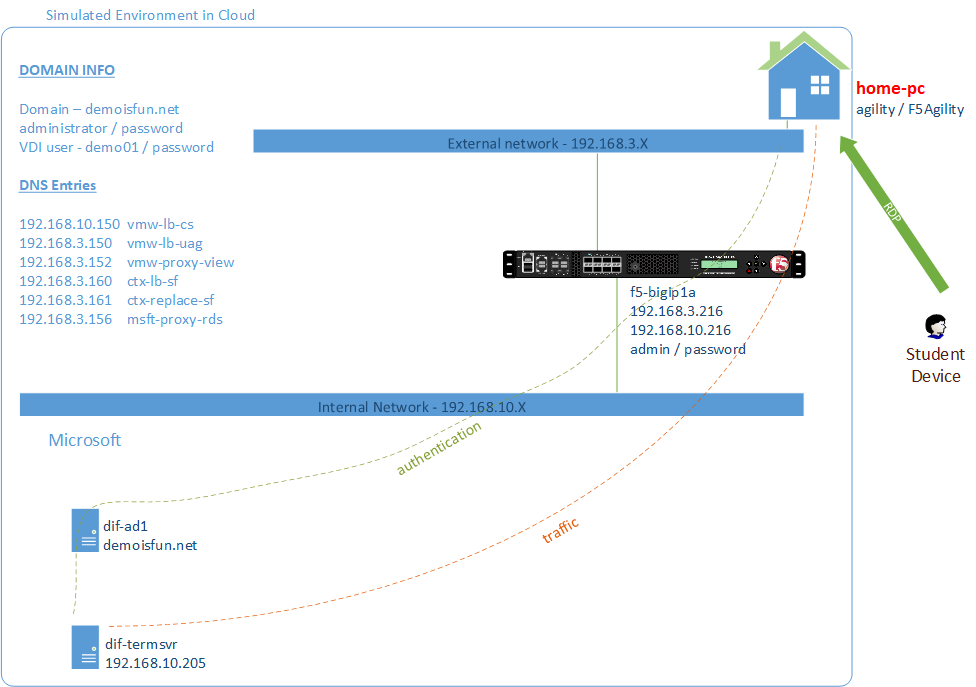 Simulated Environment in Cloud
DOMAIN INFO
Domain – demoisfun.net
administrator / password
VDI user - demo01 / password
DNS Entries
192.168.10.150 vmw-lb-cs
192.168.3.150 vmw-lb-uag
192.168.3.152 vmw-proxy-view
192.168.3.160 ctx-lb-sf
192.168.3.161 ctx-replace-sf
192.168.3.156 msft-proxy-rds
home-pc
agility / F5Agility
External network - 192.168.3.X
RDP
f5
f5-bigip1a
192.168.3.216
192.168.10.216
admin / password
Student
Device
Internal Network - 192.168.10.X
Microsoft
authentication
traffic
dif-ad1
demoisfun.net
dif-termsvr
192.168.10.205